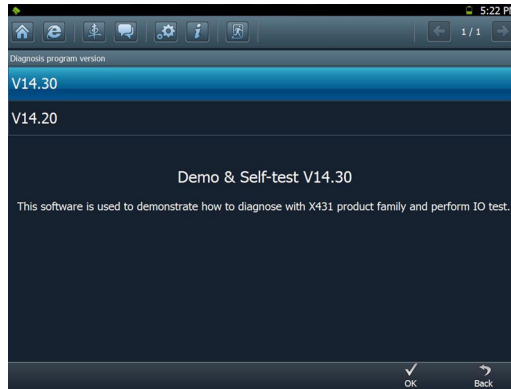 5:22 PM
1 / 1
Diagnosis program version
V14.30
V14.20
Demo & Self-test V14.30
This software is used to demonstrate how to diagnose with X431 product family and perform IO test.
OK
Back